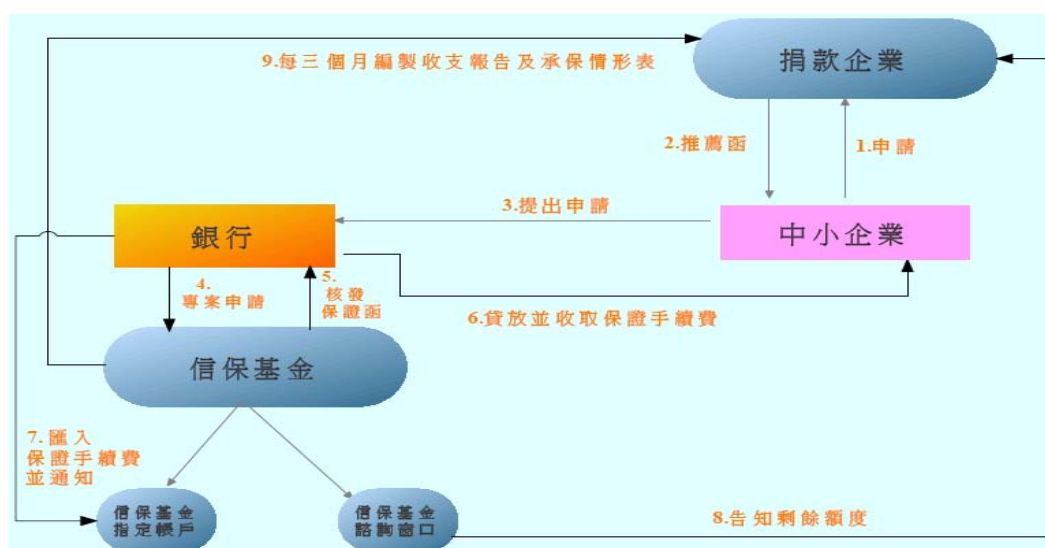 捐款企業
9.每三個月編製收支報告及承保情形表
2.推薦函
1.申請
3.提出申請
銀行
中小企業
4.
專案申請
5.
核發
保證函
6.貸放並收取保證手續費
信保基金
7.匯入
保證手續費
並通知
信保基金
指定帳戶
信保基金
諮詢窗口
8.告知剩餘額度